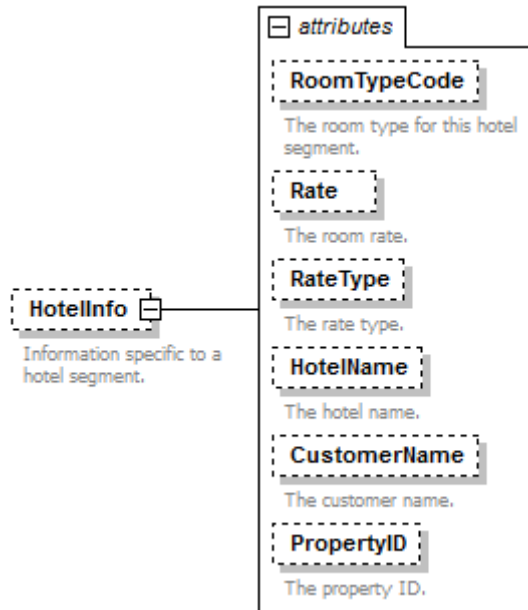 attributes
RoomTypeCode
The room type for this hotel
segment.
Rate
The room rate.
RateType
The rate type.
HotelInfo
Information specific to a
hotel segment.
HotelName
The hotel name.
CustomerName
The customer name.
PropertyID
The property ID.